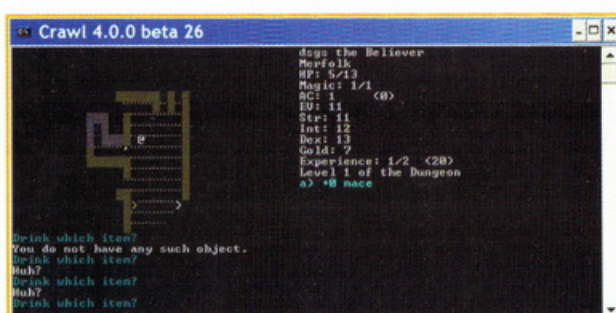 Crawl 4.0.0 beta 26
dsgs the Believer
Merfolk
HP: 5/13
Magic: 1/1
AC: 1 (0)
EV: 11
Str: 11
Int: 12
Dex: 13
Gold: 7
Experience: 1/2 (20)
Level 1 of the Dungeon
a) +0 mace
Drink which item?
You do not have any such object.
Drink which item?
Huh?
Drink which item?
Huh?
Drink which item?